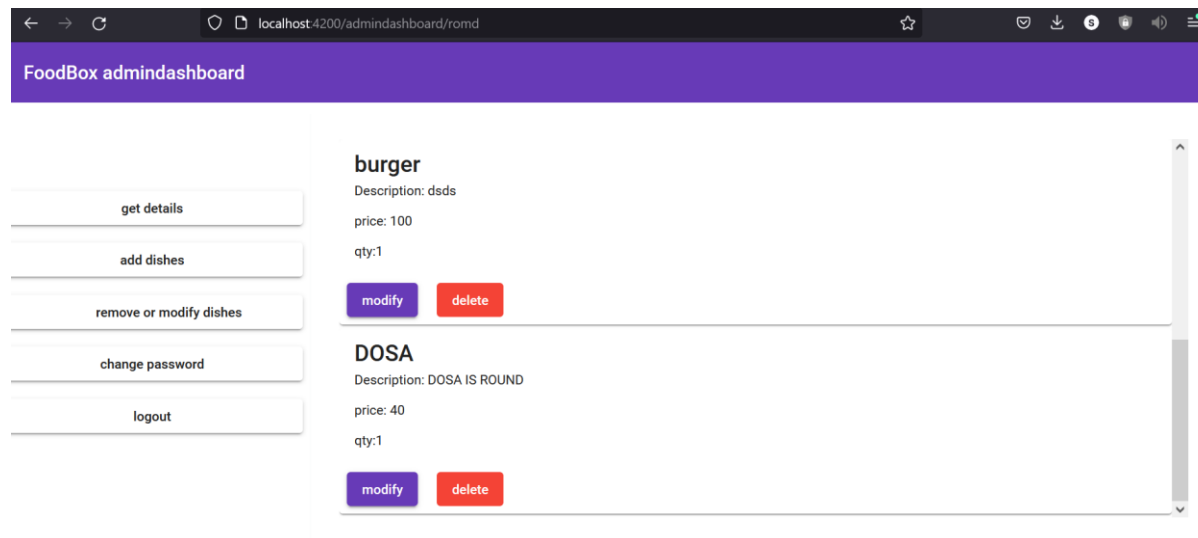 localhost:4200/admindashboard/romd
S
FoodBox admindashboard
get details
add dishes
remove or modify dishes
change password
logout
burger
Description: dsds
price: 100
qty:1
modify delete
DOSA
Description: DOSA IS ROUND
price: 40
qty:1
modify delete